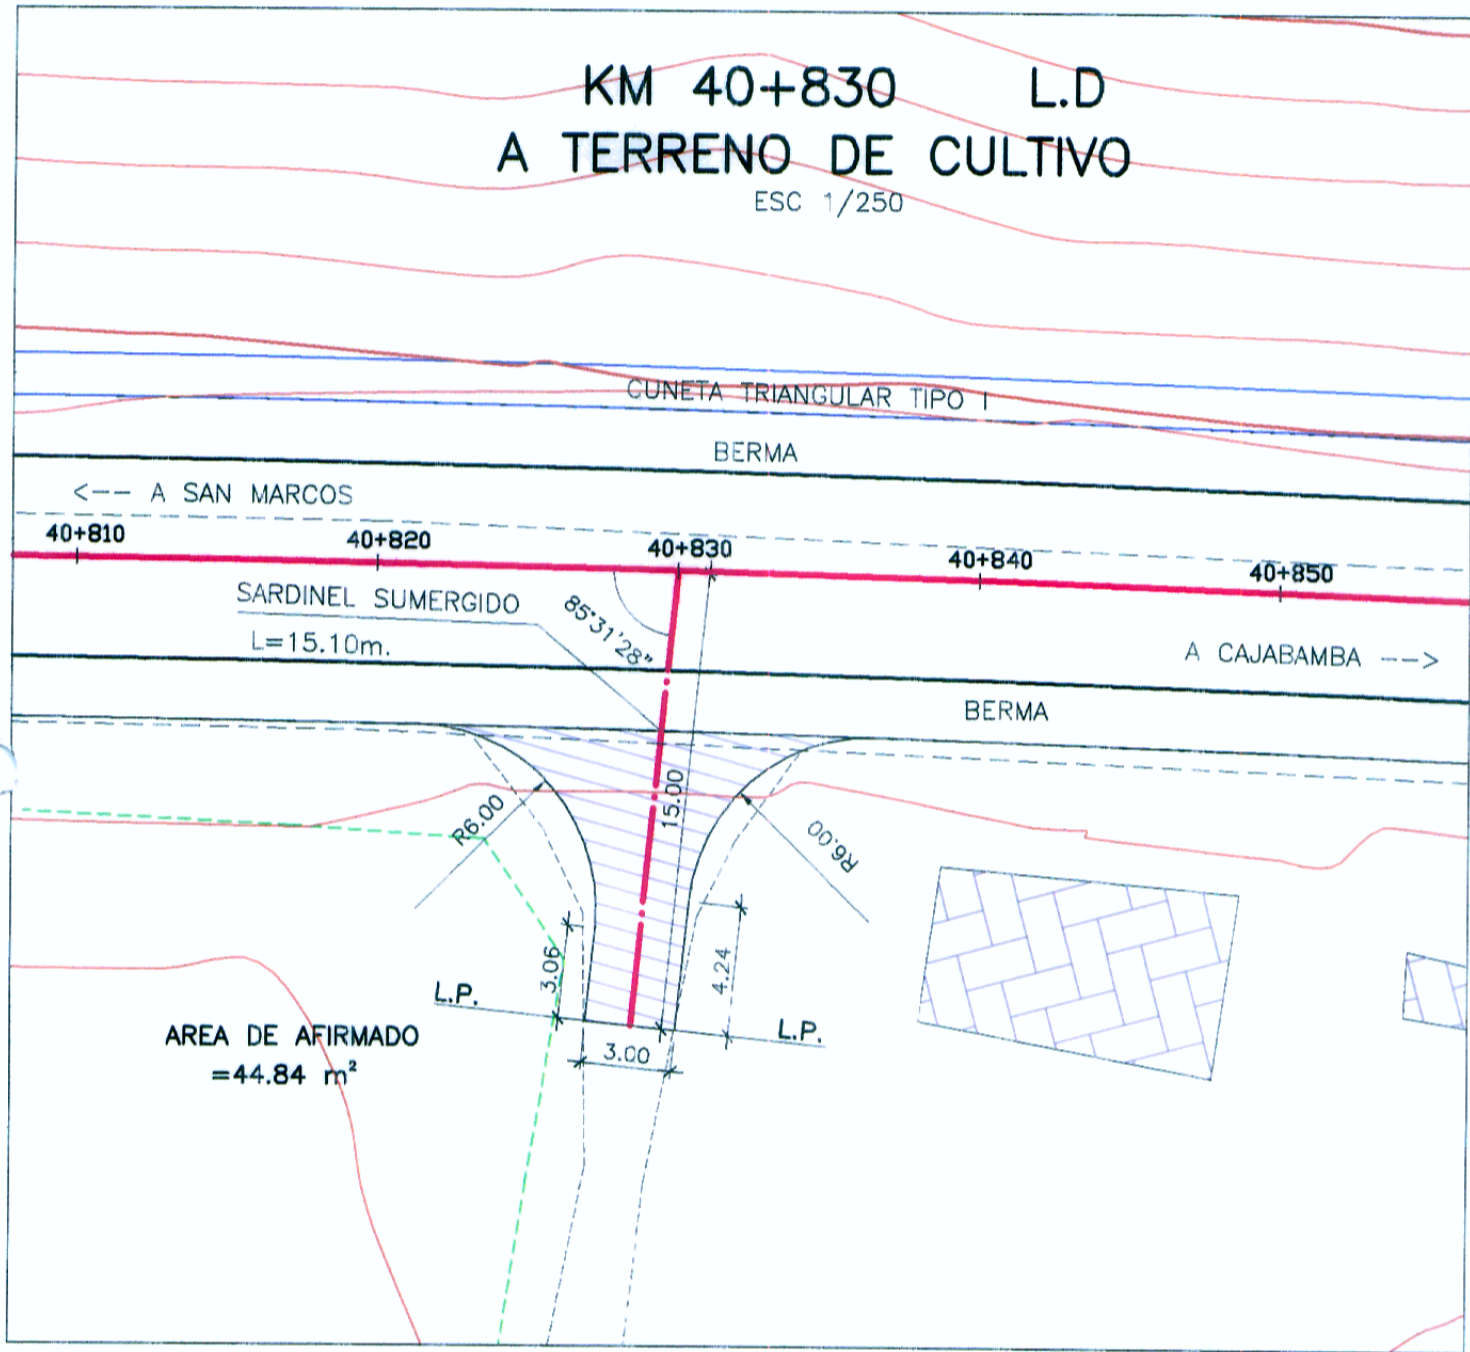 KM 40+830 L.D
A TERRENO DE CULTIVO
ESC 1/250
CUNETA TRIANGULAR TIPO I
BERMA
<-- A SAN MARCOS
40+810
40+820
40+830
40+840
40+850
SARDINEL SUMERGIDO
L=15.10m.
85°31'28"
A CAJABAMBA -->
BERMA
R6.00
15.00
R6.00
3.06
4.24
L.P.
L.P.
3.00
AREA DE AFIRMADO
=44.84 m²